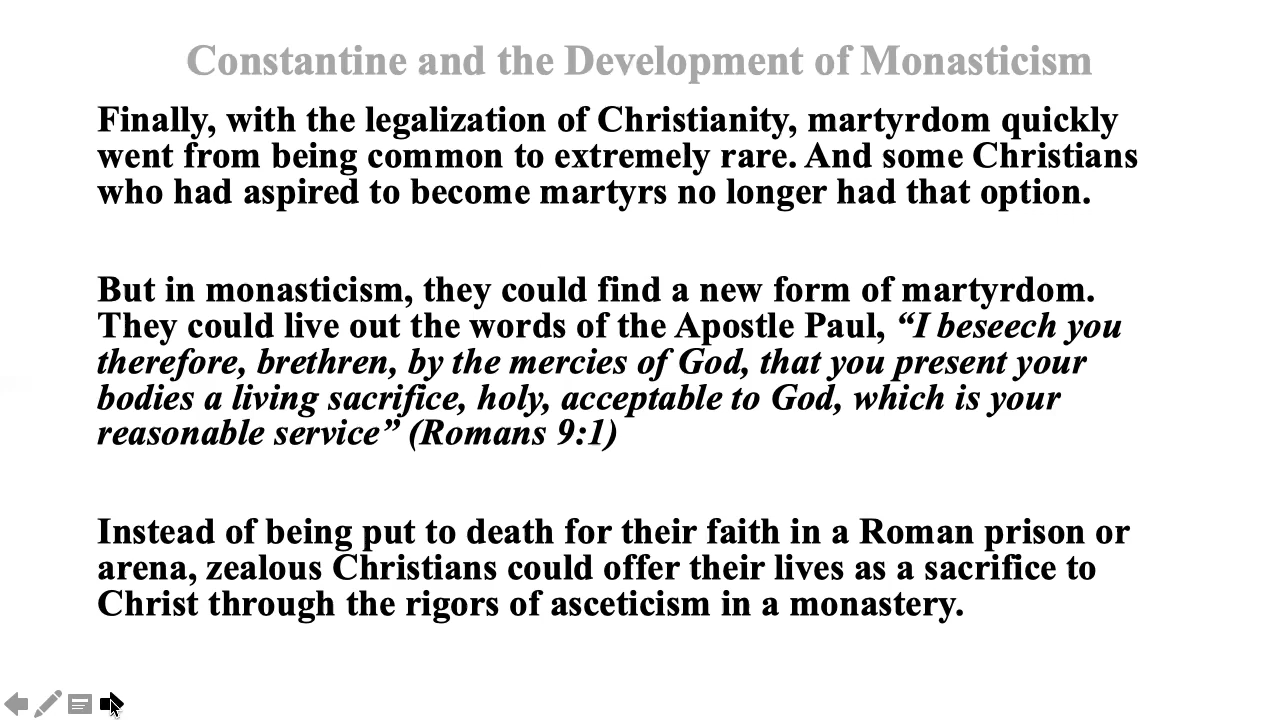 Constantine and the Development of Monasticism
Finally, with the legalization of Christianity, martyrdom quickly
went from being common to extremely rare. And some Christians
who had aspired to become martyrs no longer had that option.
But in monasticism, they could find a new form of martyrdom.
They could live out the words of the Apostle Paul, “I beseech you
therefore, brethren, by the mercies of God, that you present your
bodies a living sacrifice, holy, acceptable to God, which is your
reasonable service” (Romans 9:1)
Instead of being put to death for their faith in a Roman prison or
arena, zealous Christians could offer their lives as a sacrifice to
Christ through the rigors of asceticism in a monastery.